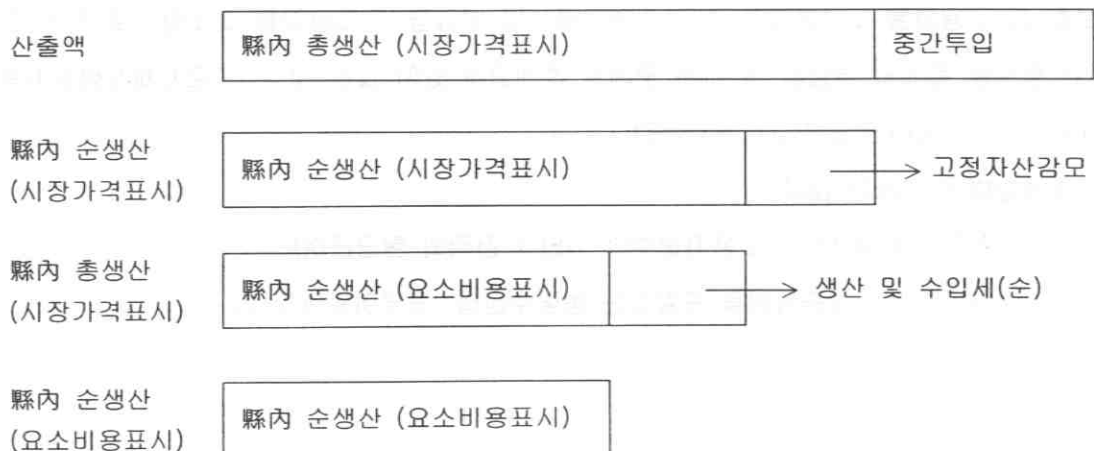 산출액
縣內 총생산 (시장가격표시)
중간투입
縣內 순생산
(시장가격표시)
縣內 순생산 (시장가격표시)
고정자산감모
縣內 총생산
(시장가격표시)
縣內 순생산 (요소비용표시)
생산 및 수입세(순)
縣內 순생산
(요소비용표시)
縣內 순생산 (요소비용표시)